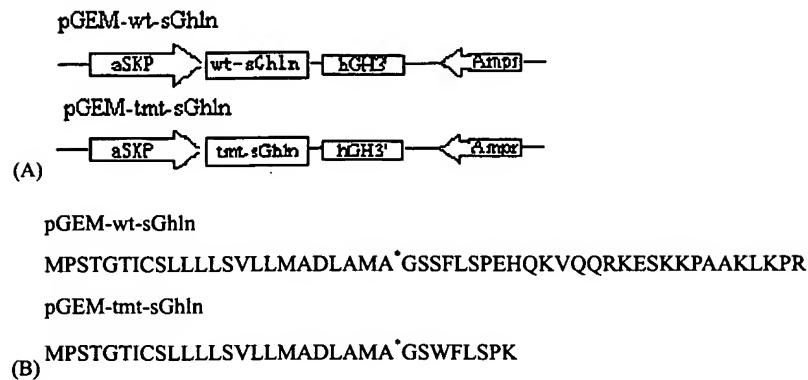 pGEM-wt-sGhln
aSKP wt-sGhln hGH3' Ampr
pGEM-tmt-sGhln
aSKP tmt-sGhln hGH3' Ampr
(A)
pGEM-wt-sGhln
MPSTGTICSLLLLSVLLMADLAMA*GSSFLSPEHQKVQQRKESKKPAAKLKPR
pGEM-tmt-sGhln
MPSTGTICSLLLLSVLLMADLAMA*GSWFLSPK
(B)